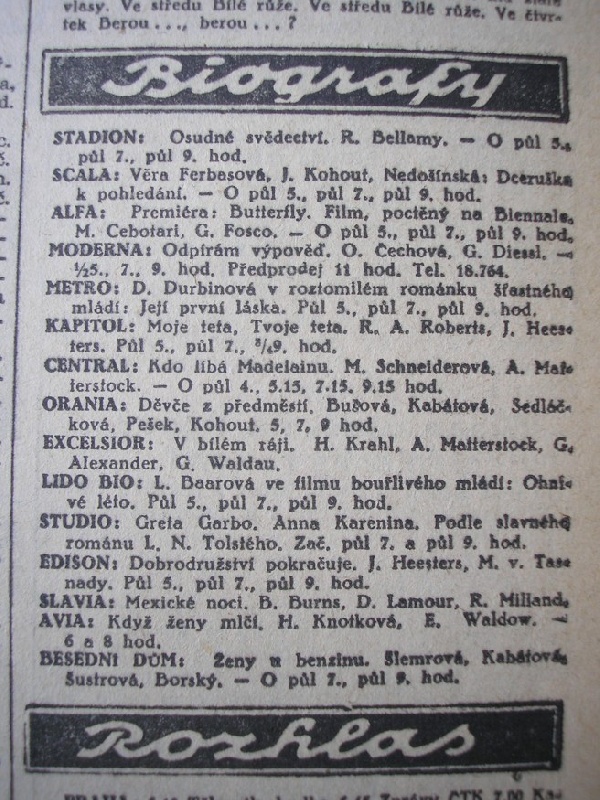 vlasy. Ve středu Bílé růže. Ve středu Bílé růže. Ve čtvr-
tek Berou..., berou...?
Biografy
STADION: Osudné svědectví. R. Bellamy. — O půl 5.,
půl 7., půl 9. hod.
SCALA: Věra Ferbasová, J. Kohout, Nedošínská: Dceruška
k pohledání. — O půl 5., půl 7., půl 9. hod.
ALFA: Premiéra: Butterfly. Film, poctěný na Biennale.
M. Cebotari, G. Fosco. — O půl 5., půl 7., půl 9. hod.
MODERNA: Odpírám výpověď. O. Čechová, G. Diessl. —
½5., 7., 9. hod. Předprodej 11 hod. Tel. 18.764.
METRO: D. Durbinová v roztomilém románku šťastného
mládí: Její první láska. Půl 5., půl 7., půl 9. hod.
KAPITOL: Moje teta, Tvoje teta. R. A. Roberts, J. Hees-
ters. Půl 5., půl 7., ¾9. hod.
CENTRAL: Kdo líbá Madelainu. M. Schneiderová, A. Mat-
terstock. — O půl 4., 5.15, 7.15, 9.15 hod.
ORANIA: Děvče z předměstí. Bušová, Kabátová, Sedláč-
ková, Pešek, Kohout. 5, 7, 9 hod.
EXCELSIOR: V bílém ráji. H. Krahl, A. Matterstock, G.
Alexander, G. Waldau.
LIDO BIO: L. Baarová ve filmu bouřlivého mládí: Ohni-
vé léto. Půl 5., půl 7., půl 9. hod.
STUDIO: Greta Garbo. Anna Karenina. Podle slavného
románu L. N. Tolstého. Zač. půl 7. a půl 9. hod.
EDISON: Dobrodružství pokračuje. J. Heesters, M. v. Tas-
nady. Půl 5., půl 7., půl 9. hod.
SLAVIA: Mexické noci. B. Burns, D. Lamour, R. Milland.
AVIA: Když ženy mlčí. H. Knotková, E. Waldow. —
6 a 8 hod.
BESEDNÍ DŮM: Ženy u benzinu. Šlemrová, Kabátová,
Šustrová, Borský. — O půl 7., půl 9. hod.
Rozhlas